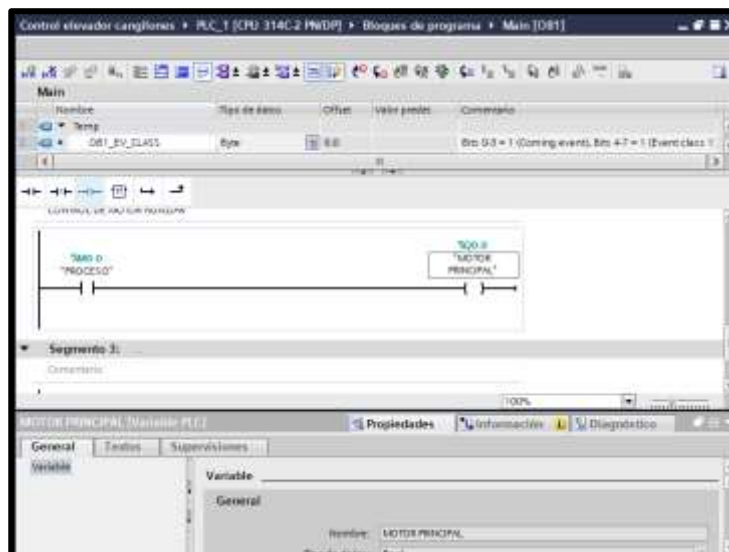 Control elevador cangilones ▸ PLC_1 [CPU 314C-2 PN/DP] ▸ Bloques de programa ▸ Main [OB1]
Main
Nombre Tipo de datos Offset Valor predet. Comentario
Temp
OB1_EV_CLASS Byte 0.0 Bits 0-3 = 1 (Coming event), Bits 4-7 = 1 (Event class 1
CONTROL DE MOTOR
%M0.0
"PROCESO"
%Q0.0
"MOTOR
PRINCIPAL"
Segmento 3:
Comentario
100%
MOTOR PRINCIPAL [Variable PLC]
Propiedades Información Diagnóstico
General Textos Supervisiones
Variable
Variable
General
Nombre: MOTOR PRINCIPAL